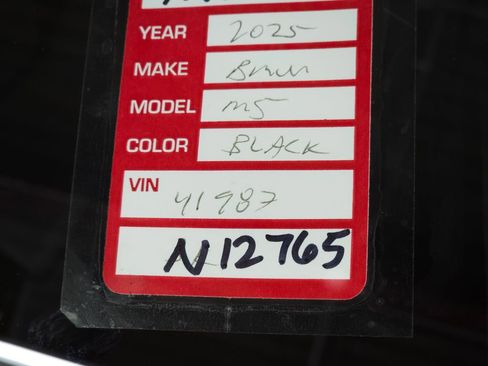 YEAR 2025
MAKE Bmw
MODEL M5
COLOR BLACK
VIN 41987
N12765